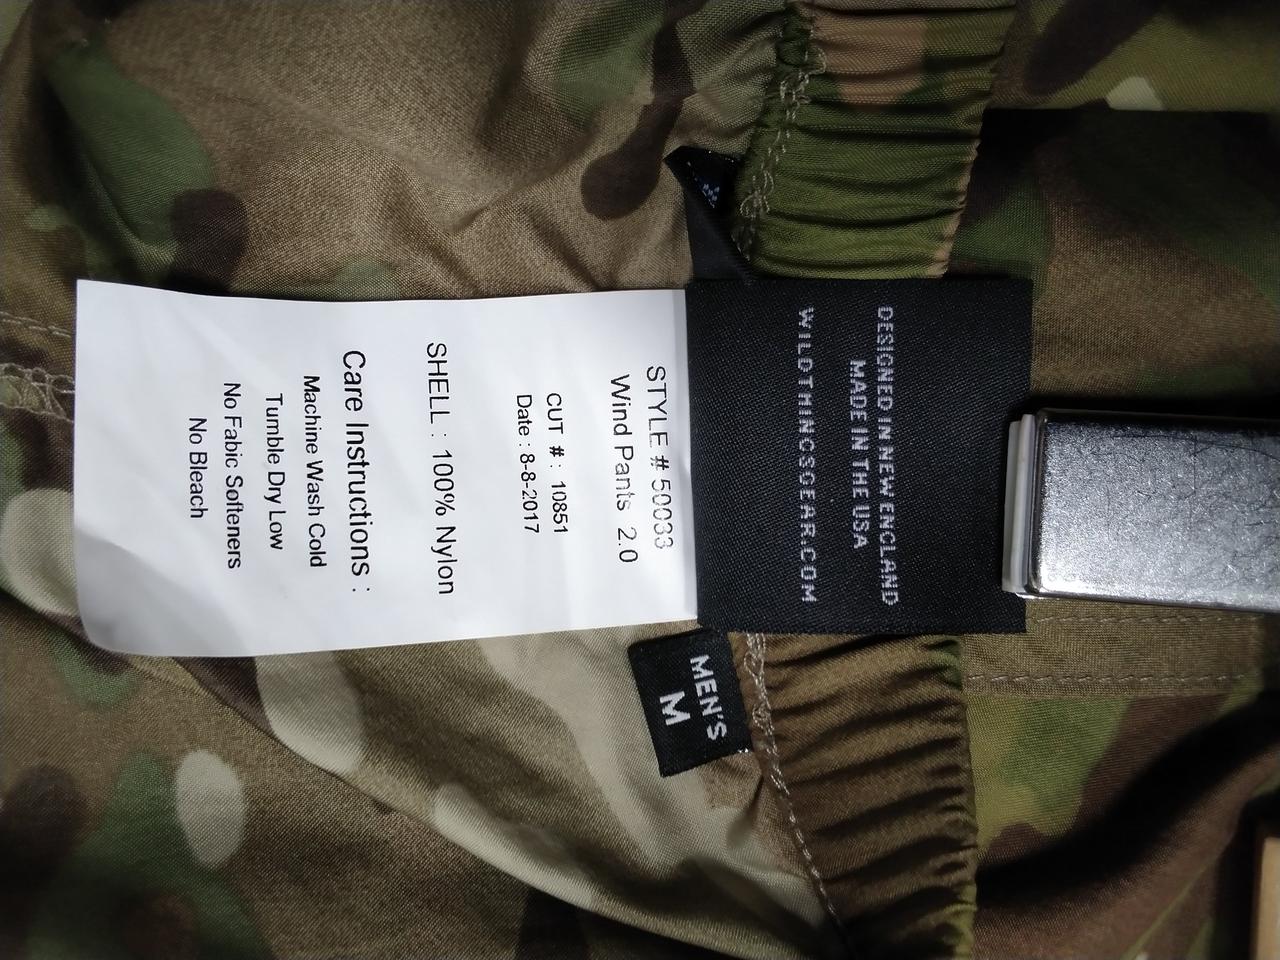 DESIGNED IN NEW ENGLAND
MADE IN THE USA
WILDTHINGSGEAR.COM
STYLE # 50033
Wind Pants 2.0
CUT # : 10851
Date : 8-8-2017
SHELL : 100% Nylon
Care Instructions :
Machine Wash Cold
Tumble Dry Low
No Fabic Softeners
No Bleach
MEN'S
M